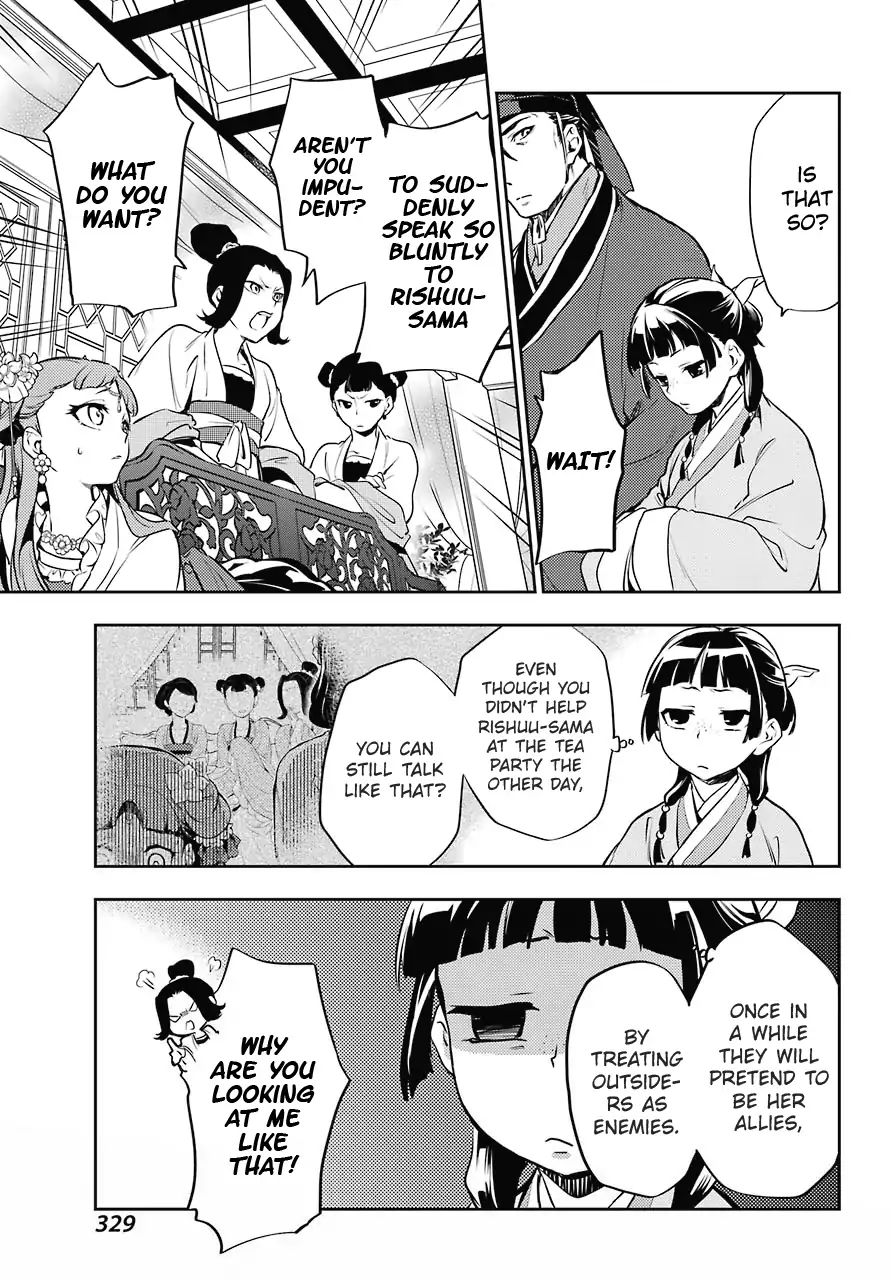 IS
THAT
SO?
WAIT!
TO SUD-
DENLY
SPEAK SO
BLUNTLY
TO
RISHUU-
SAMA
AREN'T
YOU
IMPU-
DENT?
WHAT
DO YOU
WANT?
EVEN
THOUGH YOU
DIDN'T HELP
RISHUU-SAMA
AT THE TEA
PARTY THE
OTHER DAY,
YOU CAN
STILL TALK
LIKE THAT?
ONCE IN
A WHILE
THEY WILL
PRETEND TO
BE HER
ALLIES,
BY
TREATING
OUTSIDE-
RS AS
ENEMIES.
WHY
ARE YOU
LOOKING
AT ME
LIKE
THAT!
329